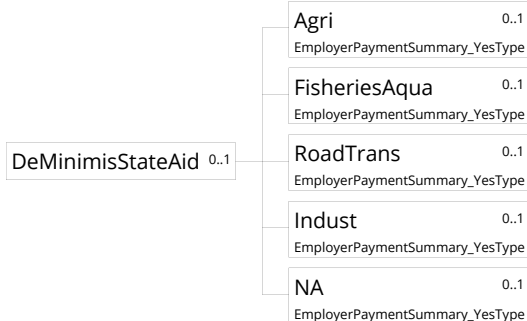 Agri 0..1
EmployerPaymentSummary_YesType
FisheriesAqua 0..1
EmployerPaymentSummary_YesType
DeMinimisStateAid 0..1
RoadTrans 0..1
EmployerPaymentSummary_YesType
Indust 0..1
EmployerPaymentSummary_YesType
NA 0..1
EmployerPaymentSummary_YesType